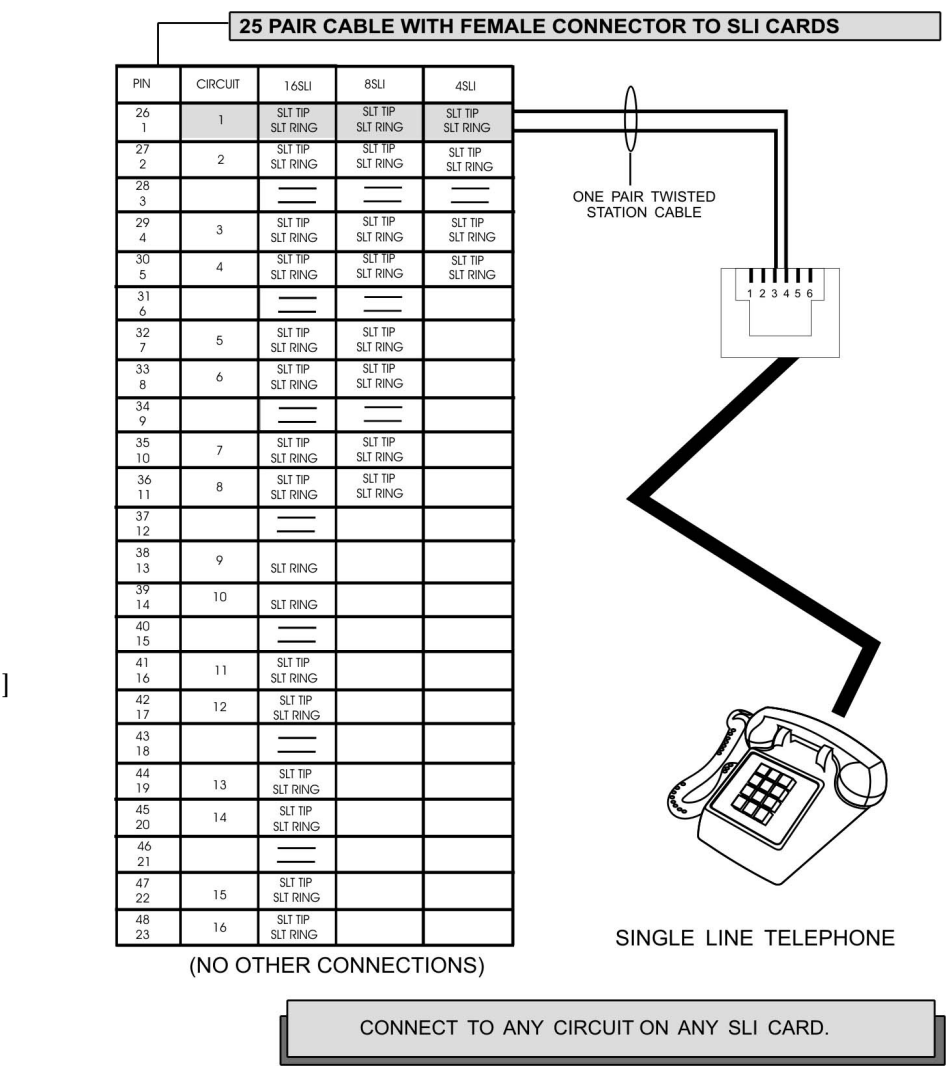 25 PAIR CABLE WITH FEMALE CONNECTOR TO SLI CARDS
PIN CIRCUIT 16SLI 8SLI 4SLI
26 SLT TIP SLT TIP SLT TIP
1 1 SLT RING SLT RING SLT RING
27 SLT TIP SLT TIP SLT TIP
2 2 SLT RING SLT RING SLT RING
28
3
29 SLT TIP SLT TIP SLT TIP
4 3 SLT RING SLT RING SLT RING
30 SLT TIP SLT TIP SLT TIP
5 4 SLT RING SLT RING SLT RING
31
6
32 SLT TIP SLT TIP
7 5 SLT RING SLT RING
33 SLT TIP SLT TIP
8 6 SLT RING SLT RING
34
9
35 SLT TIP SLT TIP
10 7 SLT RING SLT RING
36 SLT TIP SLT TIP
11 8 SLT RING SLT RING
37
12
38
13 9 SLT RING
39
14 10 SLT RING
40
15
41 SLT TIP
16 11 SLT RING
42 SLT TIP
17 12 SLT RING
43
18
44 SLT TIP
19 13 SLT RING
45 SLT TIP
20 14 SLT RING
46
21
47 SLT TIP
22 15 SLT RING
48 SLT TIP
23 16 SLT RING
(NO OTHER CONNECTIONS)
ONE PAIR TWISTED
STATION CABLE
1 2 3 4 5 6
]
SINGLE LINE TELEPHONE
CONNECT TO ANY CIRCUIT ON ANY SLI CARD.